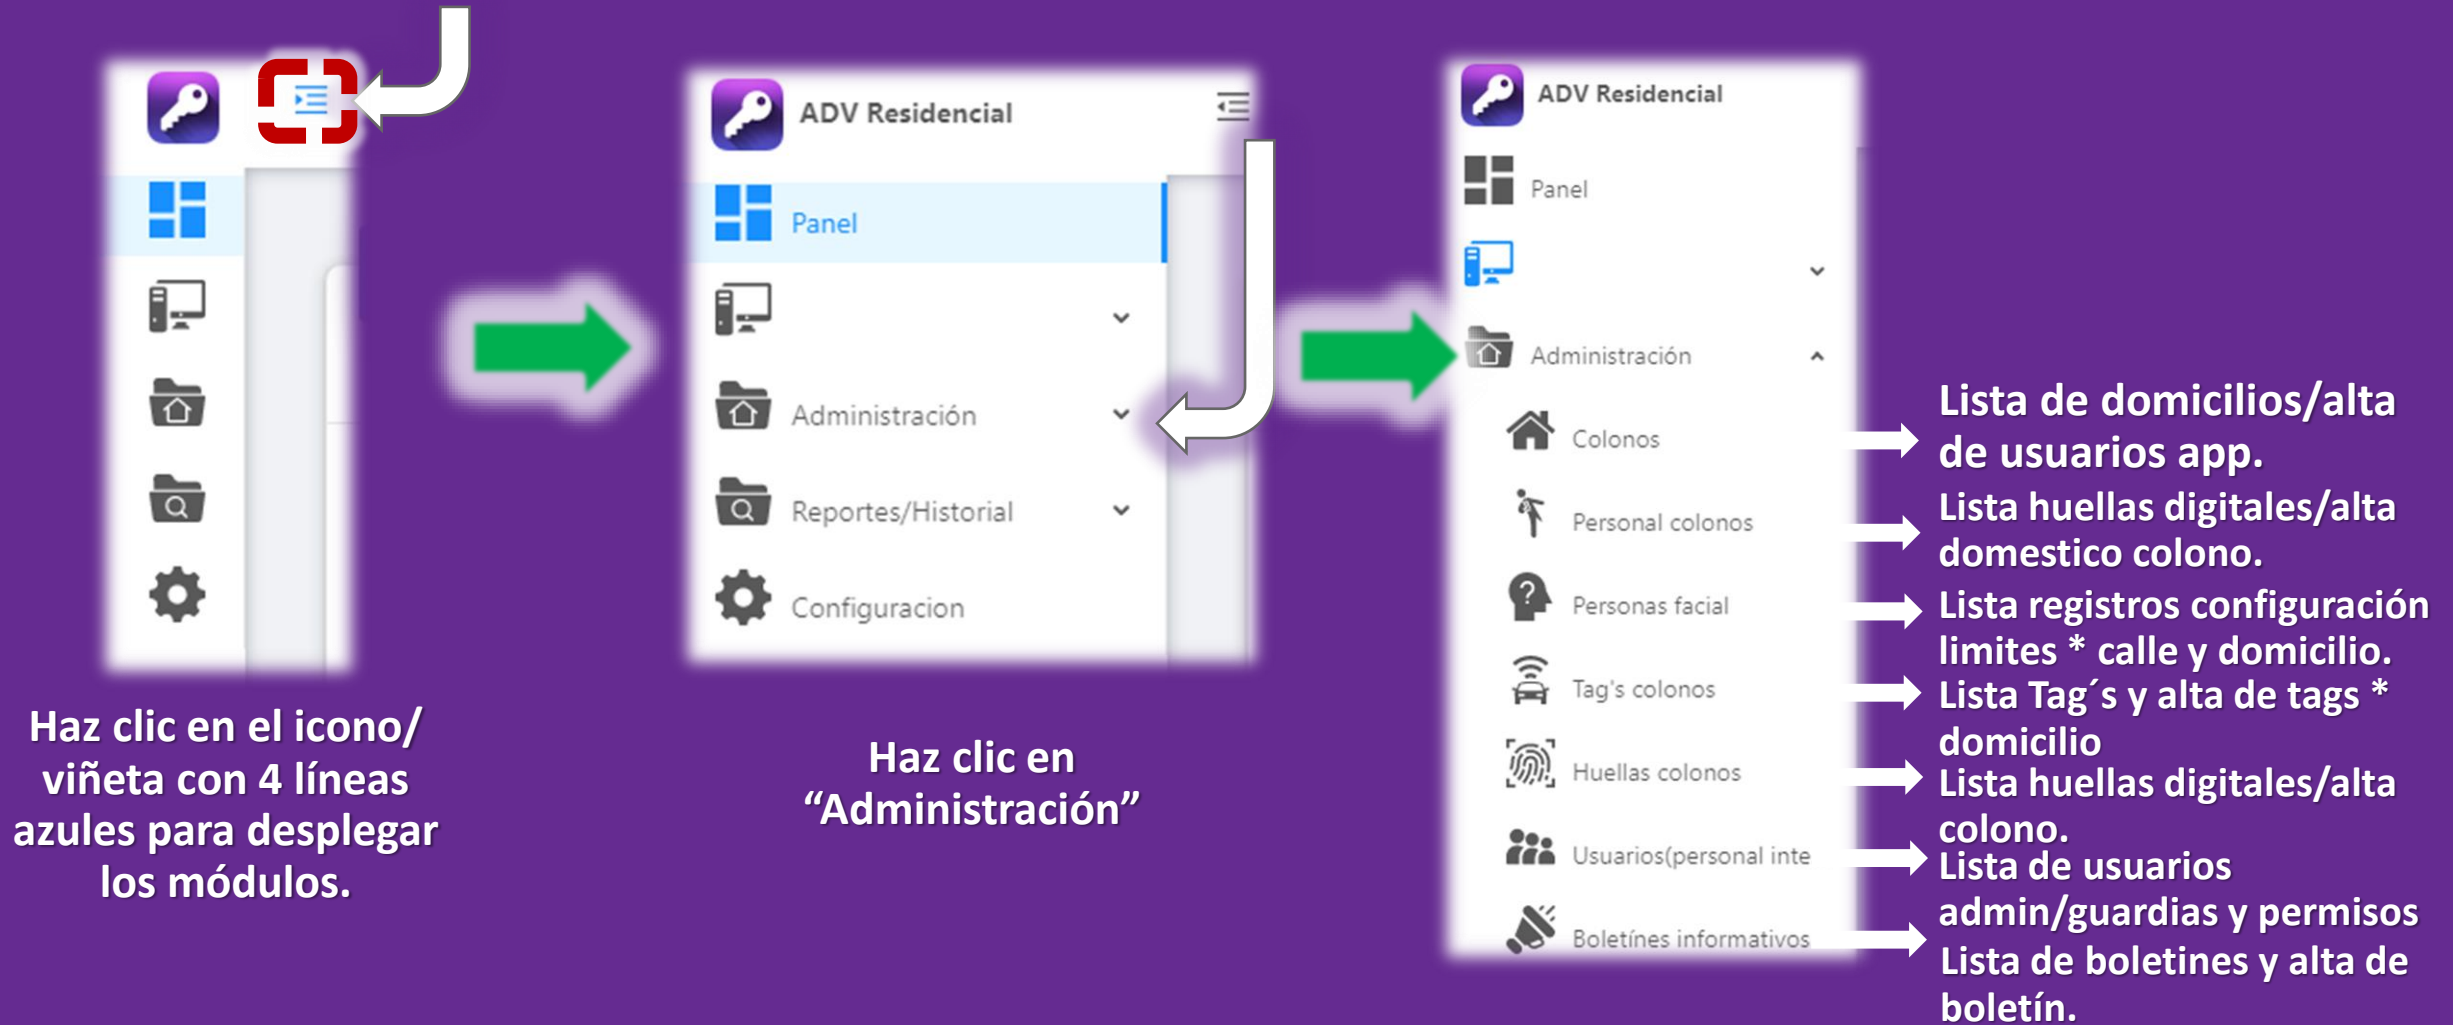 Haz clic en el icono/
viñeta con 4 líneas
azules para desplegar
los módulos.
ADV Residencial
Panel
Administración
Reportes/Historial
Configuracion
Haz clic en
“Administración”
ADV Residencial
Panel
Administración
Colonos
Personal colonos
Personas facial
Tag's colonos
Huellas colonos
Usuarios(personal inte
Boletínes informativos
Lista de domicilios/alta
de usuarios app.
Lista huellas digitales/alta
domestico colono.
Lista registros configuración
limites * calle y domicilio.
Lista Tag´s y alta de tags *
domicilio
Lista huellas digitales/alta
colono.
Lista de usuarios
admin/guardias y permisos
Lista de boletines y alta de
boletín.